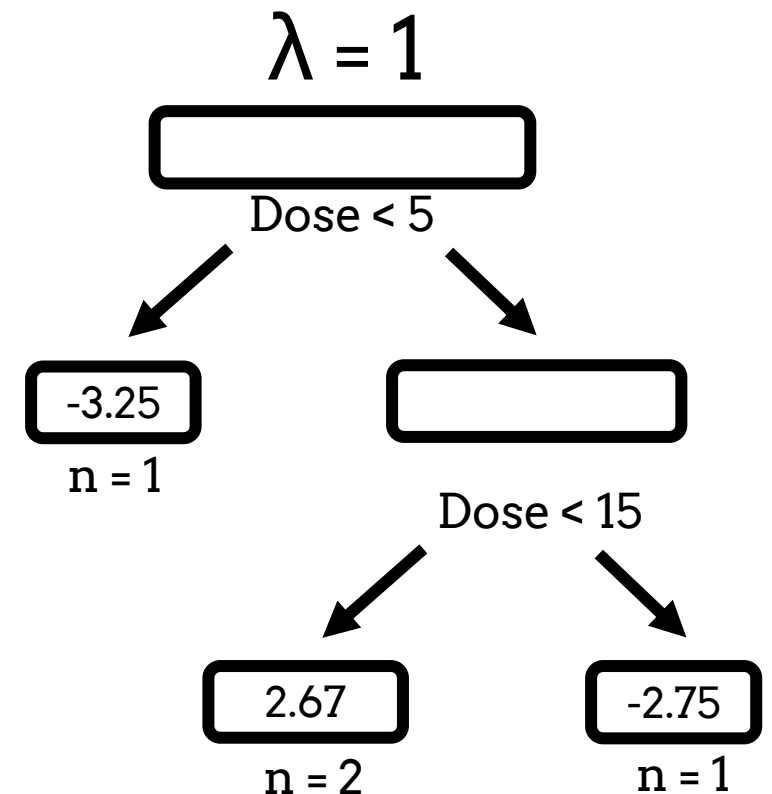 λ = 1
Dose < 5
-3.25
n = 1
Dose < 15
2.67
-2.75
n = 2
n = 1